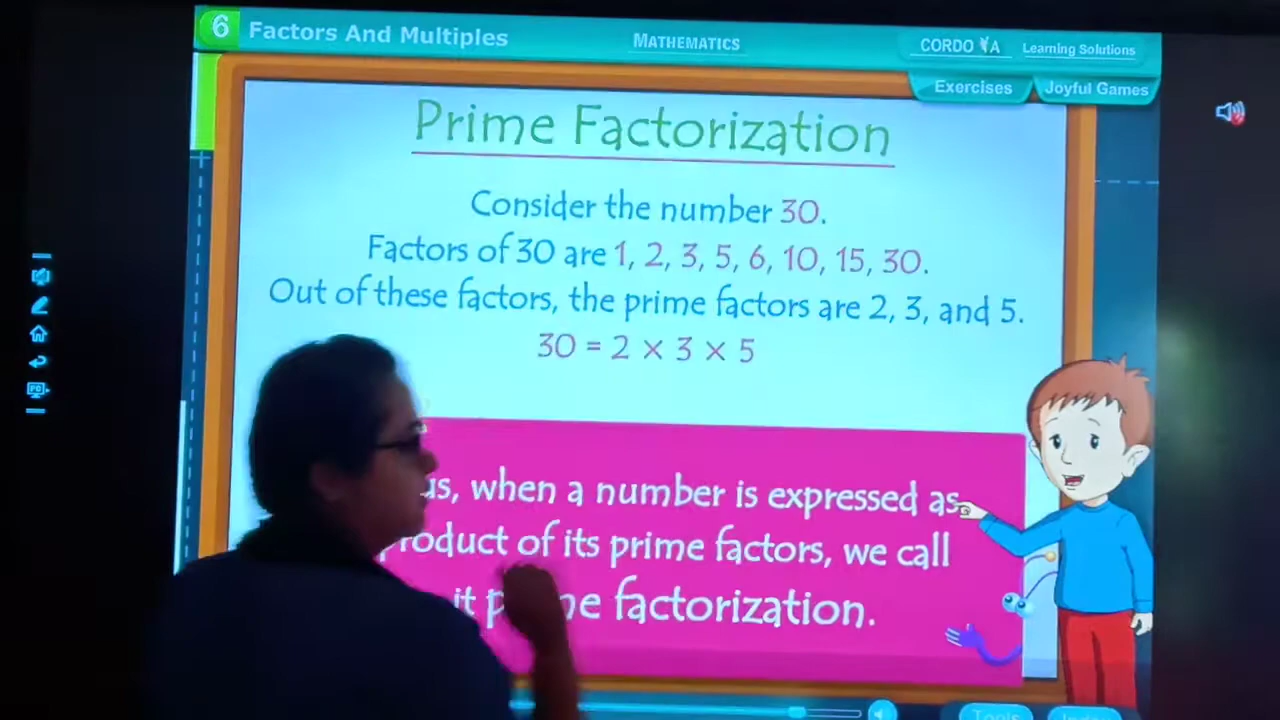 6 Factors And Multiples
MATHEMATICS
CORDOVA Learning Solutions
Exercises Joyful Games
Prime Factorization
Consider the number 30.
Factors of 30 are 1, 2, 3, 5, 6, 10, 15, 30.
Out of these factors, the prime factors are 2, 3, and 5.
30 = 2 × 3 × 5
when a number is expressed as
product of its prime factors, we call
it prime factorization.
Tools